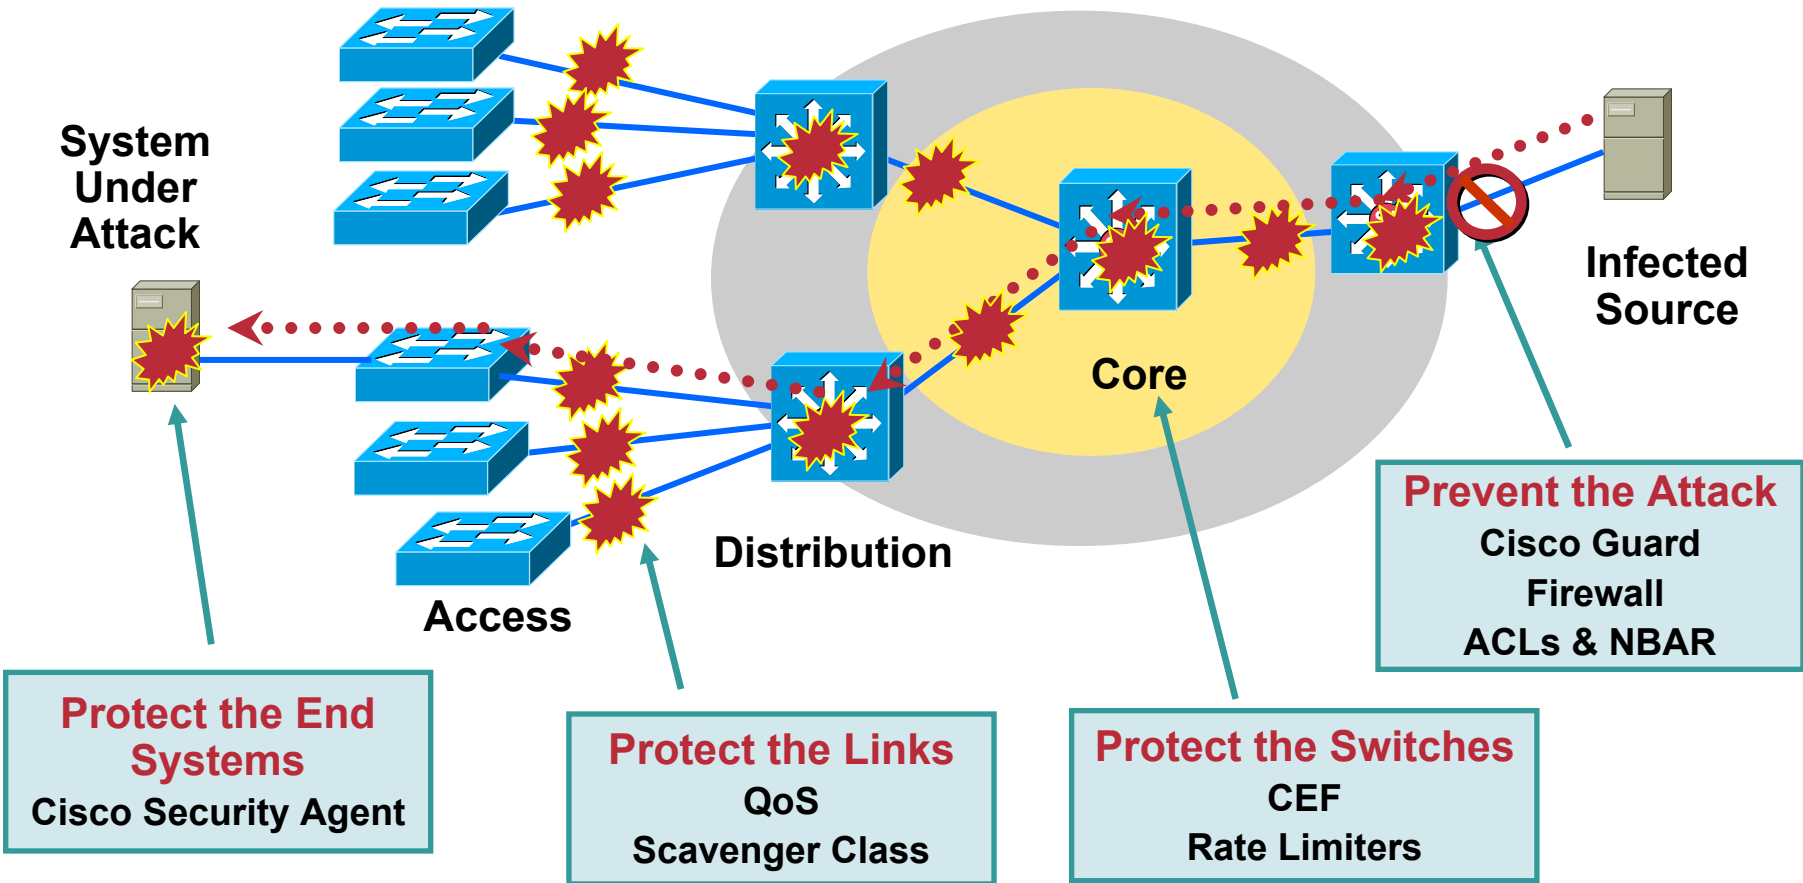 System
Under
Attack
Infected
Source
Core
Distribution
Access
Prevent the Attack
Cisco Guard
Firewall
ACLs & NBAR
Protect the End
Systems
Cisco Security Agent
Protect the Links
QoS
Scavenger Class
Protect the Switches
CEF
Rate Limiters